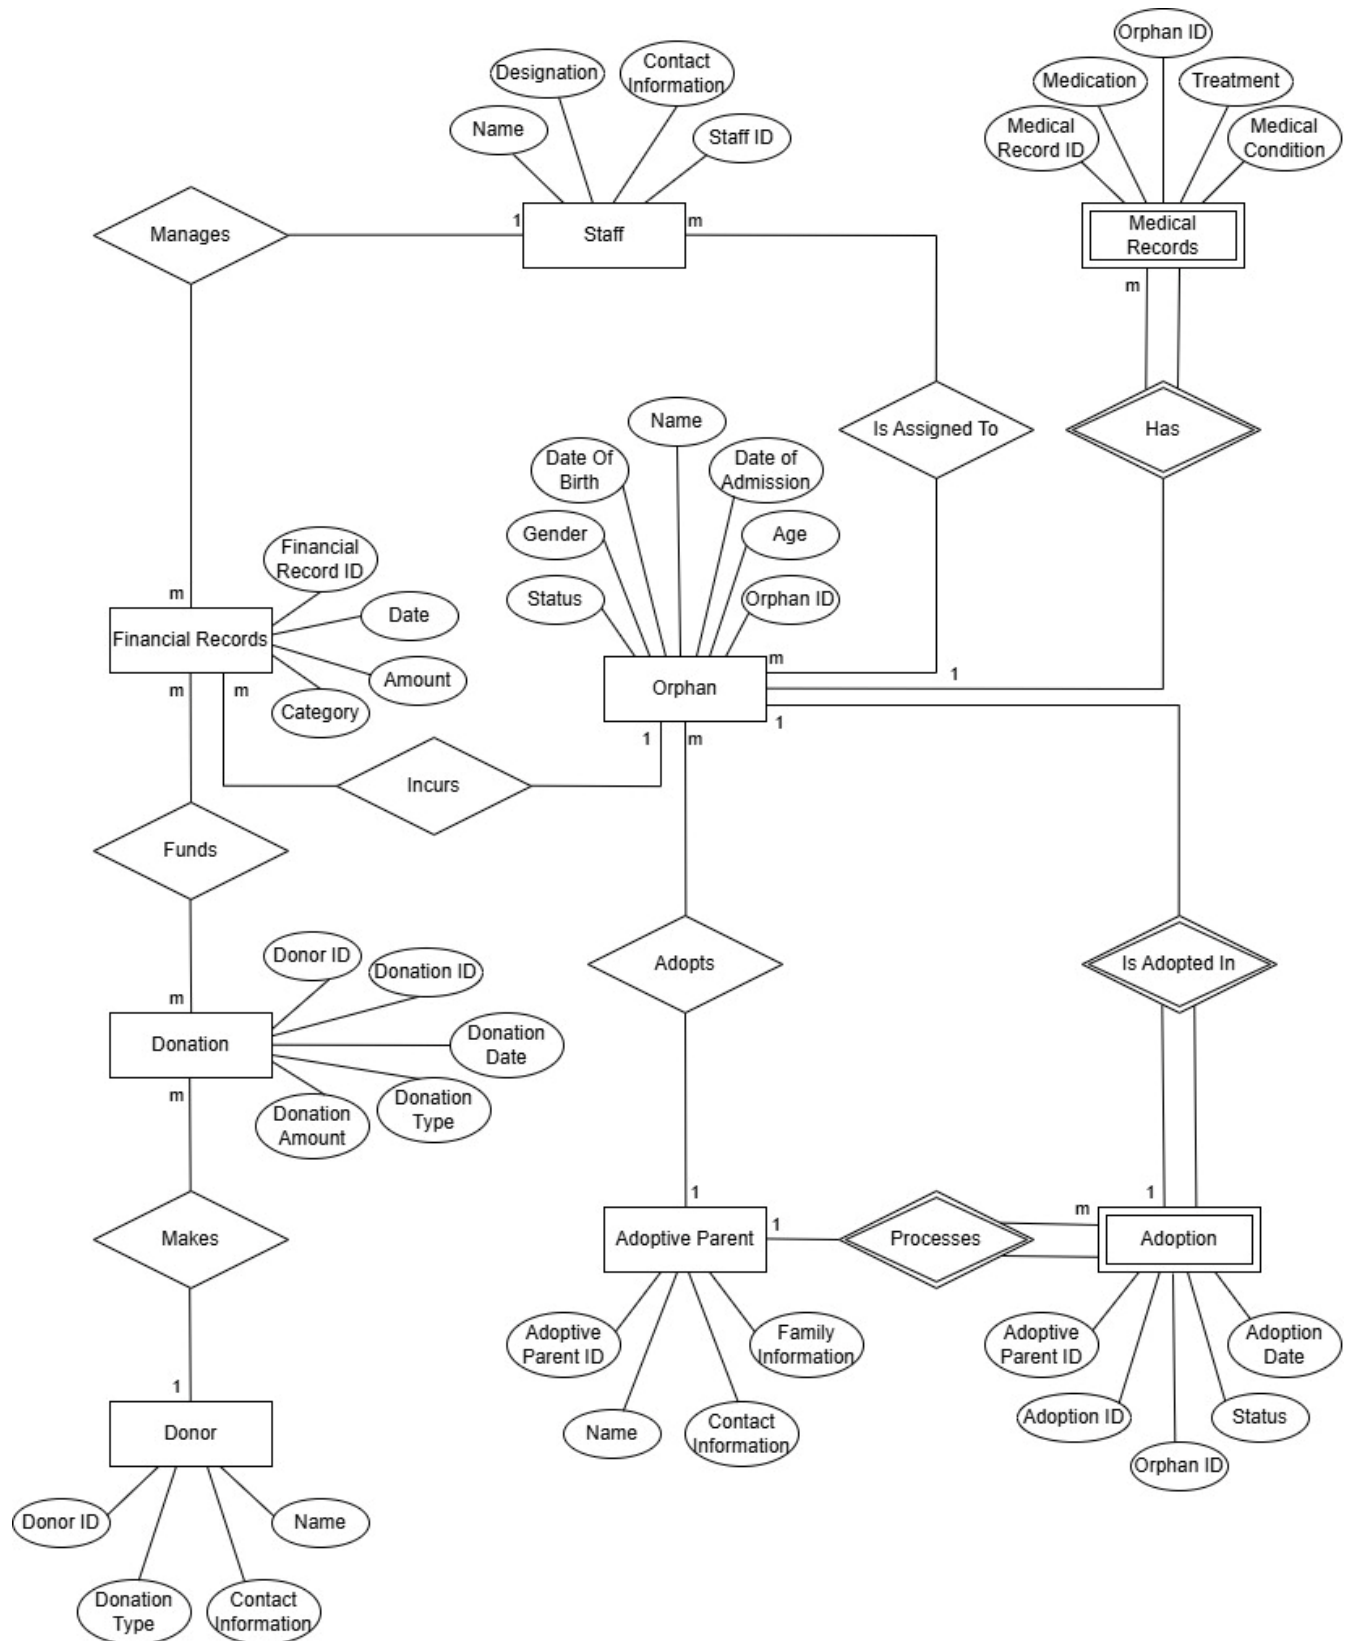 Orphan ID
Designation
Contact
Information
Medication
Treatment
Name
Staff ID
Medical
Record ID
Medical
Condition
Manages
1
Staff
m
Medical
Records
m
Name
Is Assigned To
Has
Date Of
Birth
Date of
Admission
Gender
Age
Financial
Record ID
Status
Orphan ID
m
Date
Financial Records
m
Orphan
1
m
m
Amount
Category
1
m
1
Incurs
Funds
Donor ID
Donation ID
Adopts
Is Adopted In
m
Donation
Donation
Date
m
Donation
Amount
Donation
Type
1
1
m
Makes
Adoptive Parent
1
Processes
Adoption
Adoptive
Parent ID
Family
Information
Adoptive
Parent ID
Adoption
Date
1
Donor
Name
Contact
Information
Adoption ID
Status
Orphan ID
Donor ID
Name
Donation
Type
Contact
Information